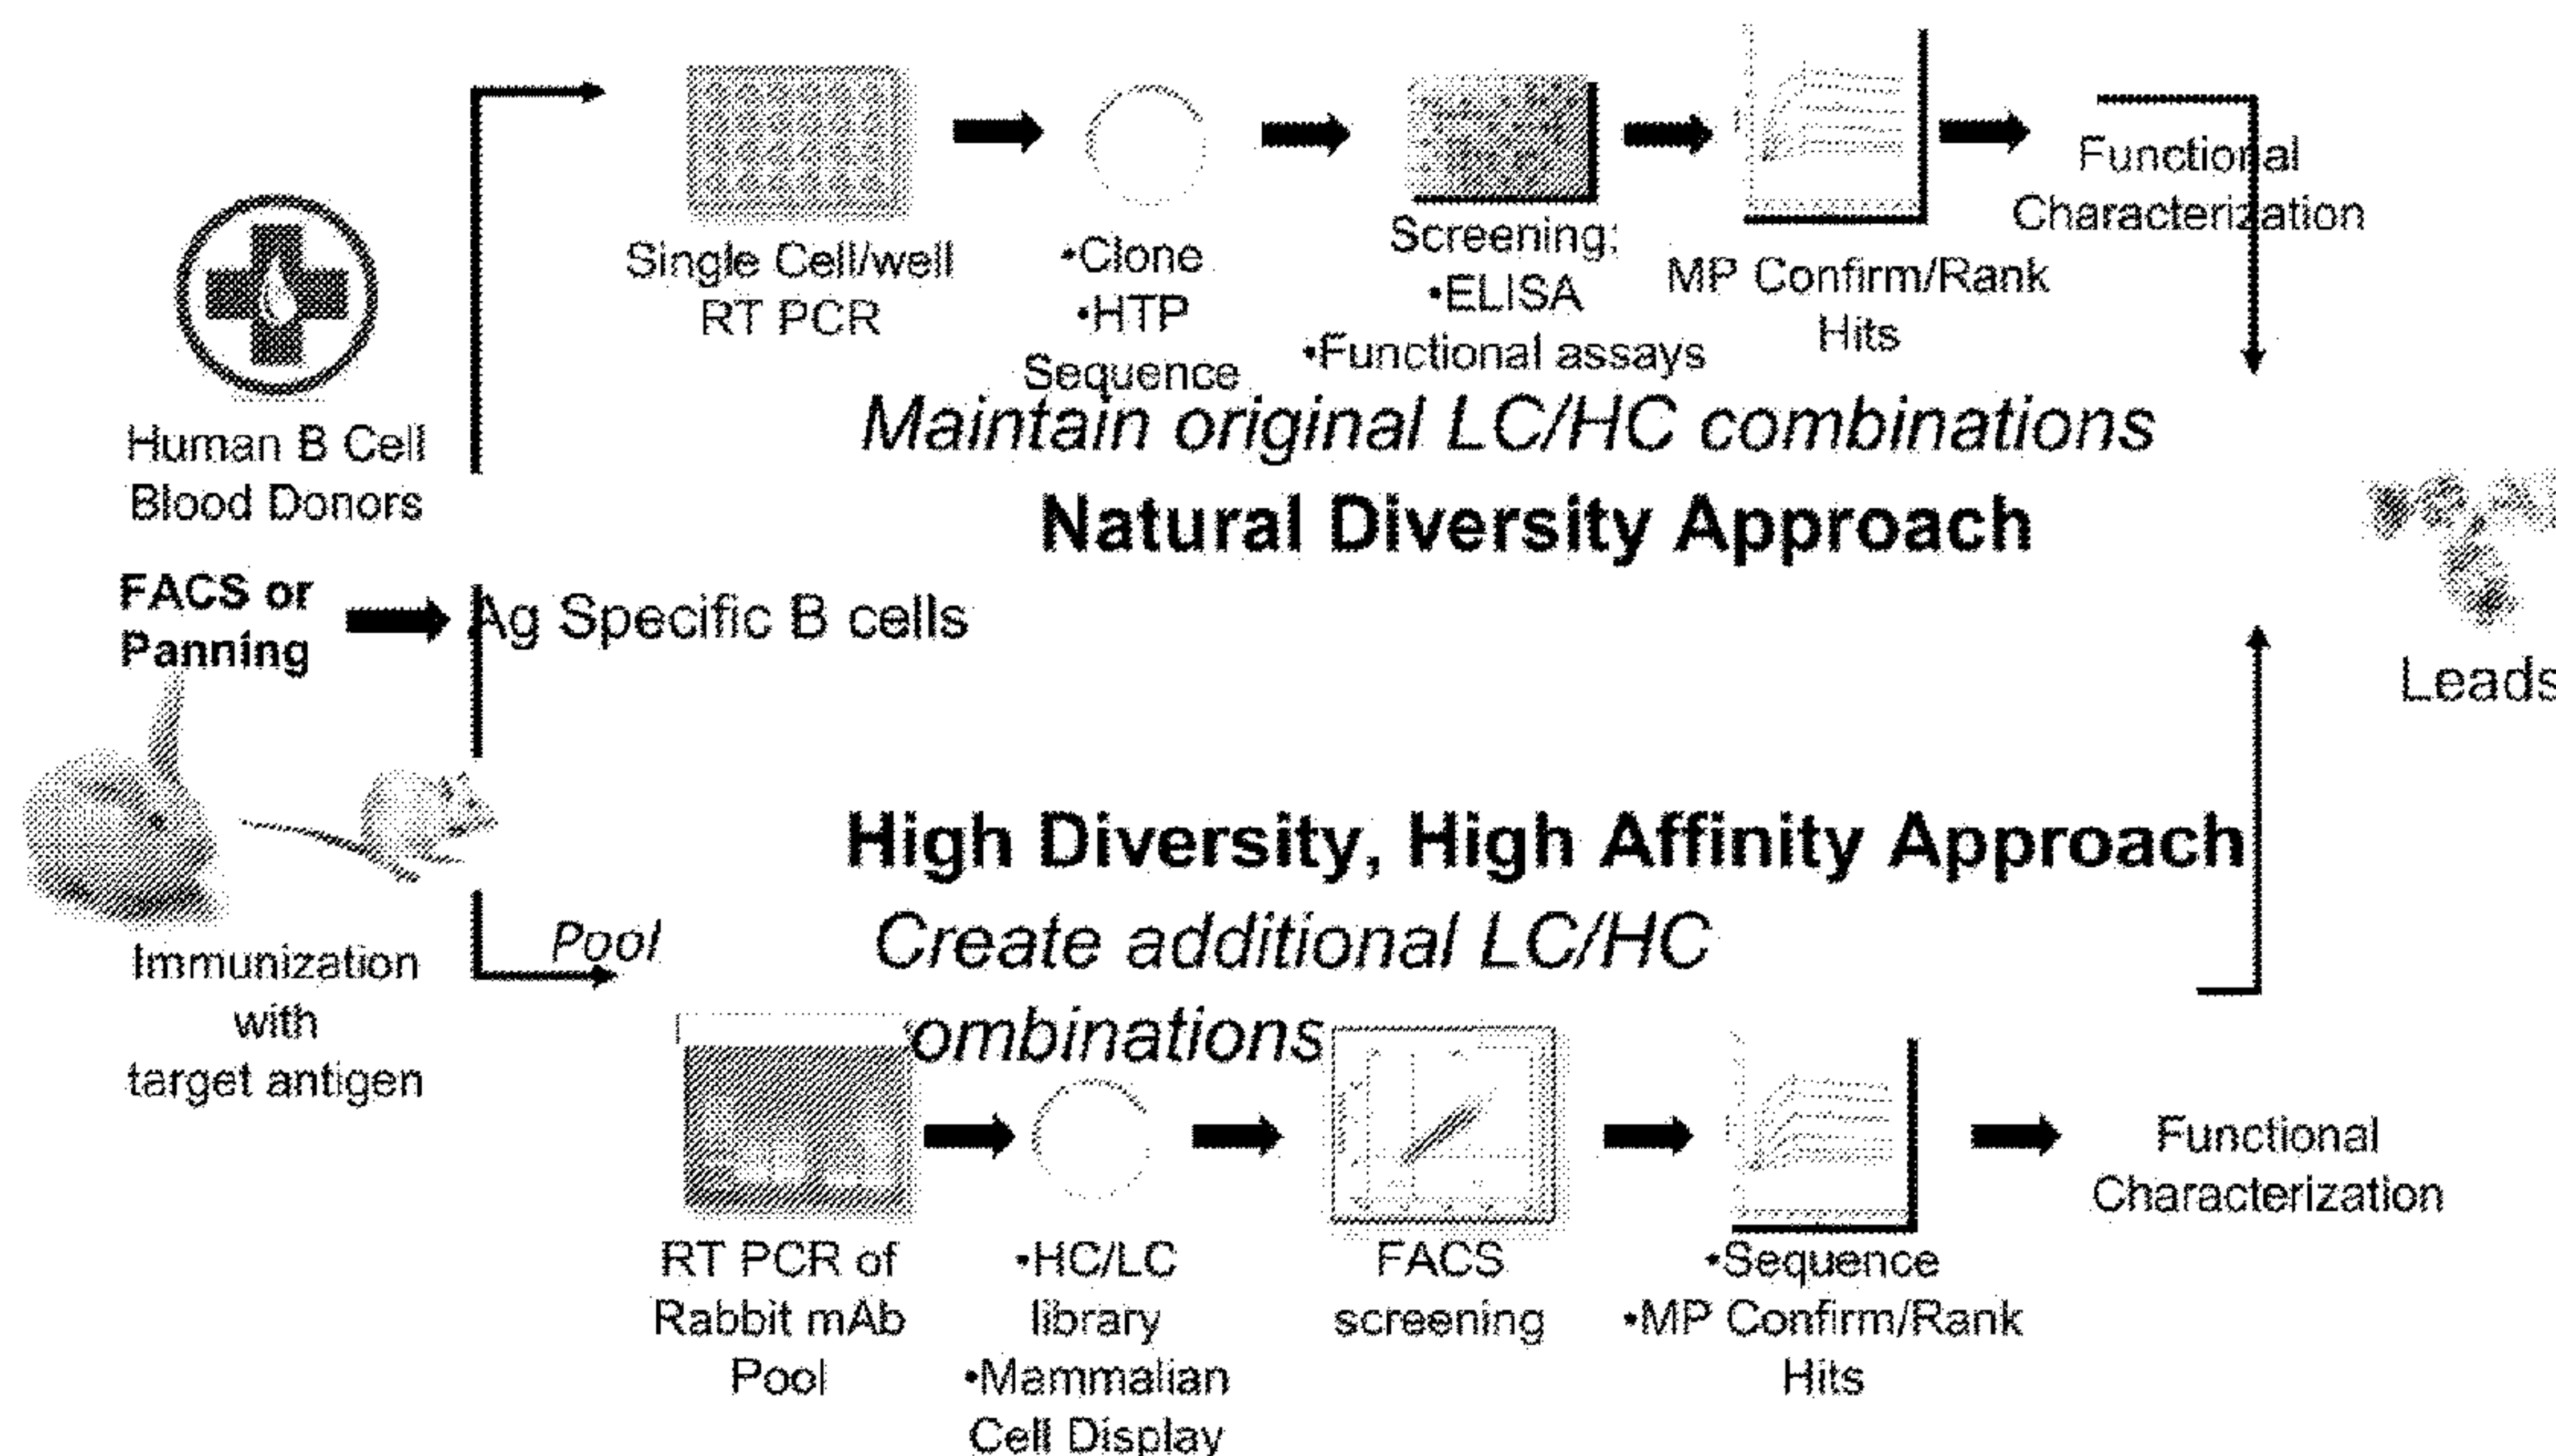 Human B Cell
Blood Donors
FACS or
Panning
Ag Specific B cells
Immunization
with
target antigen
Single Cell/well
RT PCR
•Clone
•HTP
Sequence
Screening:
•ELISA
•Functional assays
MP Confirm/Rank
Hits
Functional
Characterization
Maintain original LC/HC combinations
Natural Diversity Approach
Leads
High Diversity, High Affinity Approach
Create additional LC/HC
ombinations
Pool
RT PCR of
Rabbit mAb
Pool
•HC/LC
library
•Mammalian
Cell Display
FACS
screening
•Sequence
•MP Confirm/Rank
Hits
Functional
Characterization